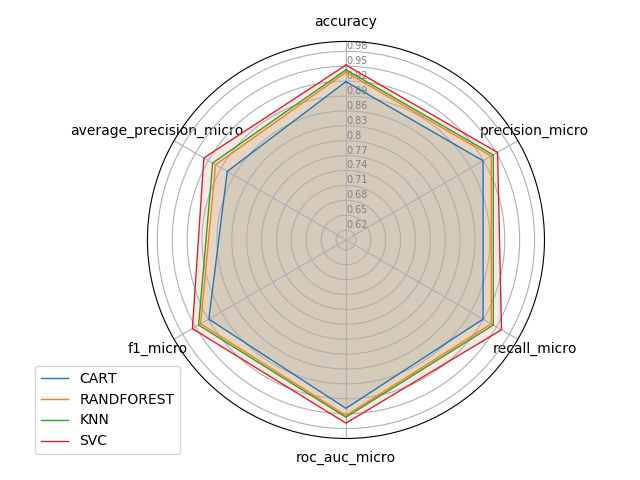 accuracy
0.98
0.95
0.92
0.89
0.86
0.83
0.8
0.77
0.74
0.71
0.68
0.65
0.62
average_precision_micro
precision_micro
f1_micro
recall_micro
roc_auc_micro
CART
RANDFOREST
KNN
SVC